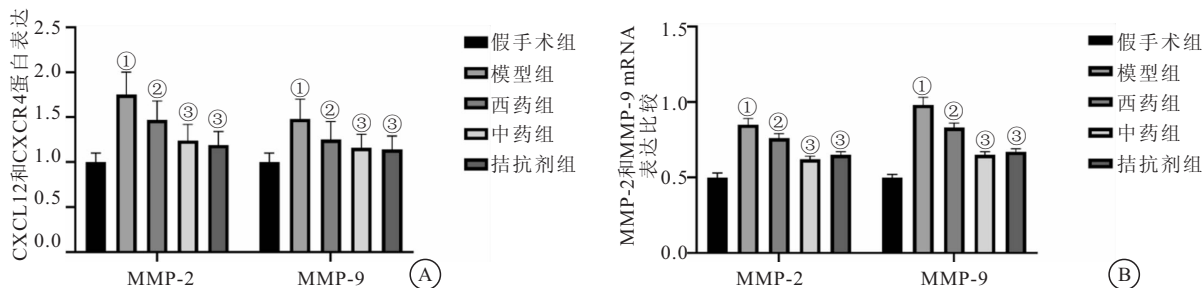 CXCL12和CXCR4蛋白表达
2.5
2.0
1.5
1.0
0.5
0.0
① ② ③ ③
① ② ③ ③
MMP-2 MMP-9
假手术组
模型组
西药组
中药组
拮抗剂组
A
MMP-2和MMP-9 mRNA
表达比较
1.5
1.0
0.5
0.0
① ② ③ ③
① ② ③ ③
MMP-2 MMP-9
假手术组
模型组
西药组
中药组
拮抗剂组
B